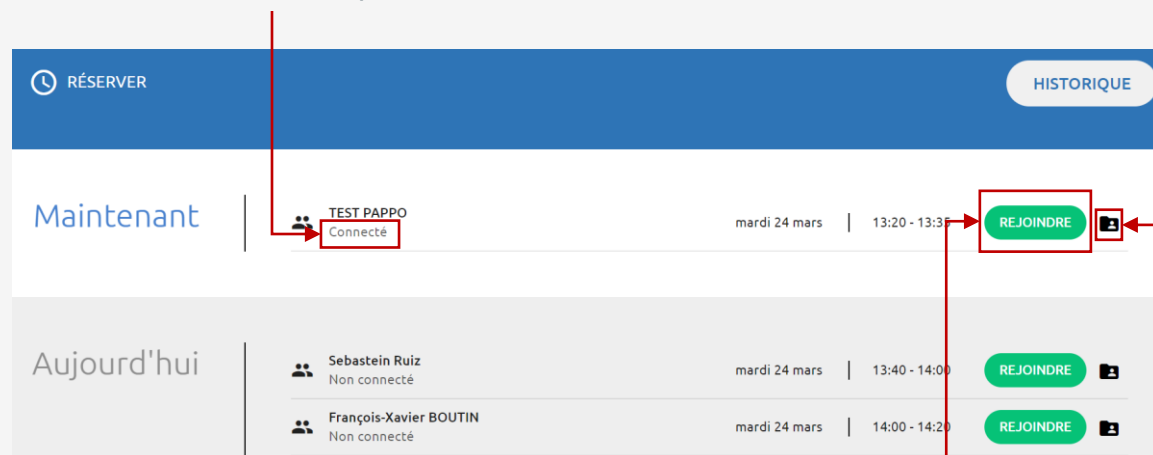 RÉSERVER
HISTORIQUE
Maintenant
TEST PAPPO
Connecté
mardi 24 mars
13:20 - 13:35
REJOINDRE
Aujourd'hui
Sebastein Ruiz
Non connecté
mardi 24 mars
13:40 - 14:00
REJOINDRE
François-Xavier BOUTIN
Non connecté
mardi 24 mars
14:00 - 14:20
REJOINDRE